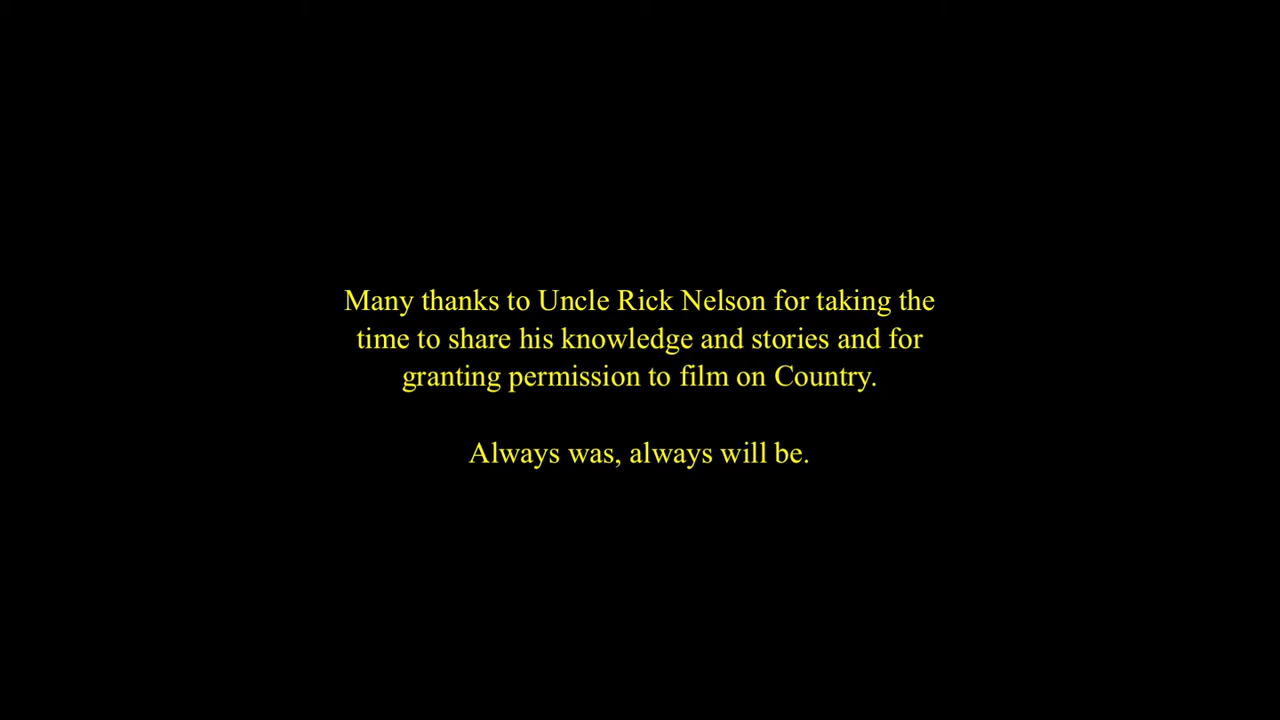 Many thanks to Uncle Rick Nelson for taking the
time to share his knowledge and stories and for
granting permission to film on Country.
Always was, always will be.